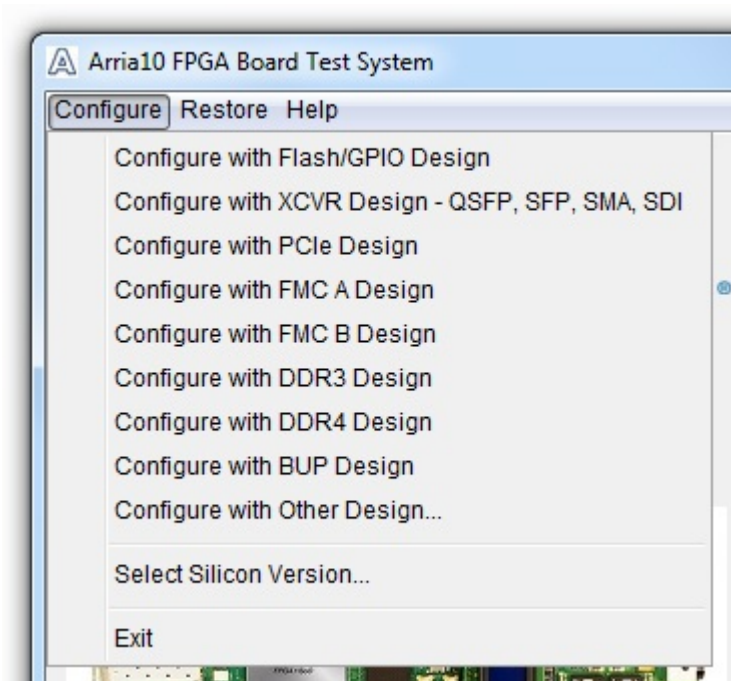 Arria10 FPGA Board Test System
Configure Restore Help
Configure with Flash/GPIO Design
Configure with XCVR Design - QSFP, SFP, SMA, SDI
Configure with PCIe Design
Configure with FMC A Design
Configure with FMC B Design
Configure with DDR3 Design
Configure with DDR4 Design
Configure with BUP Design
Configure with Other Design...
Select Silicon Version...
Exit